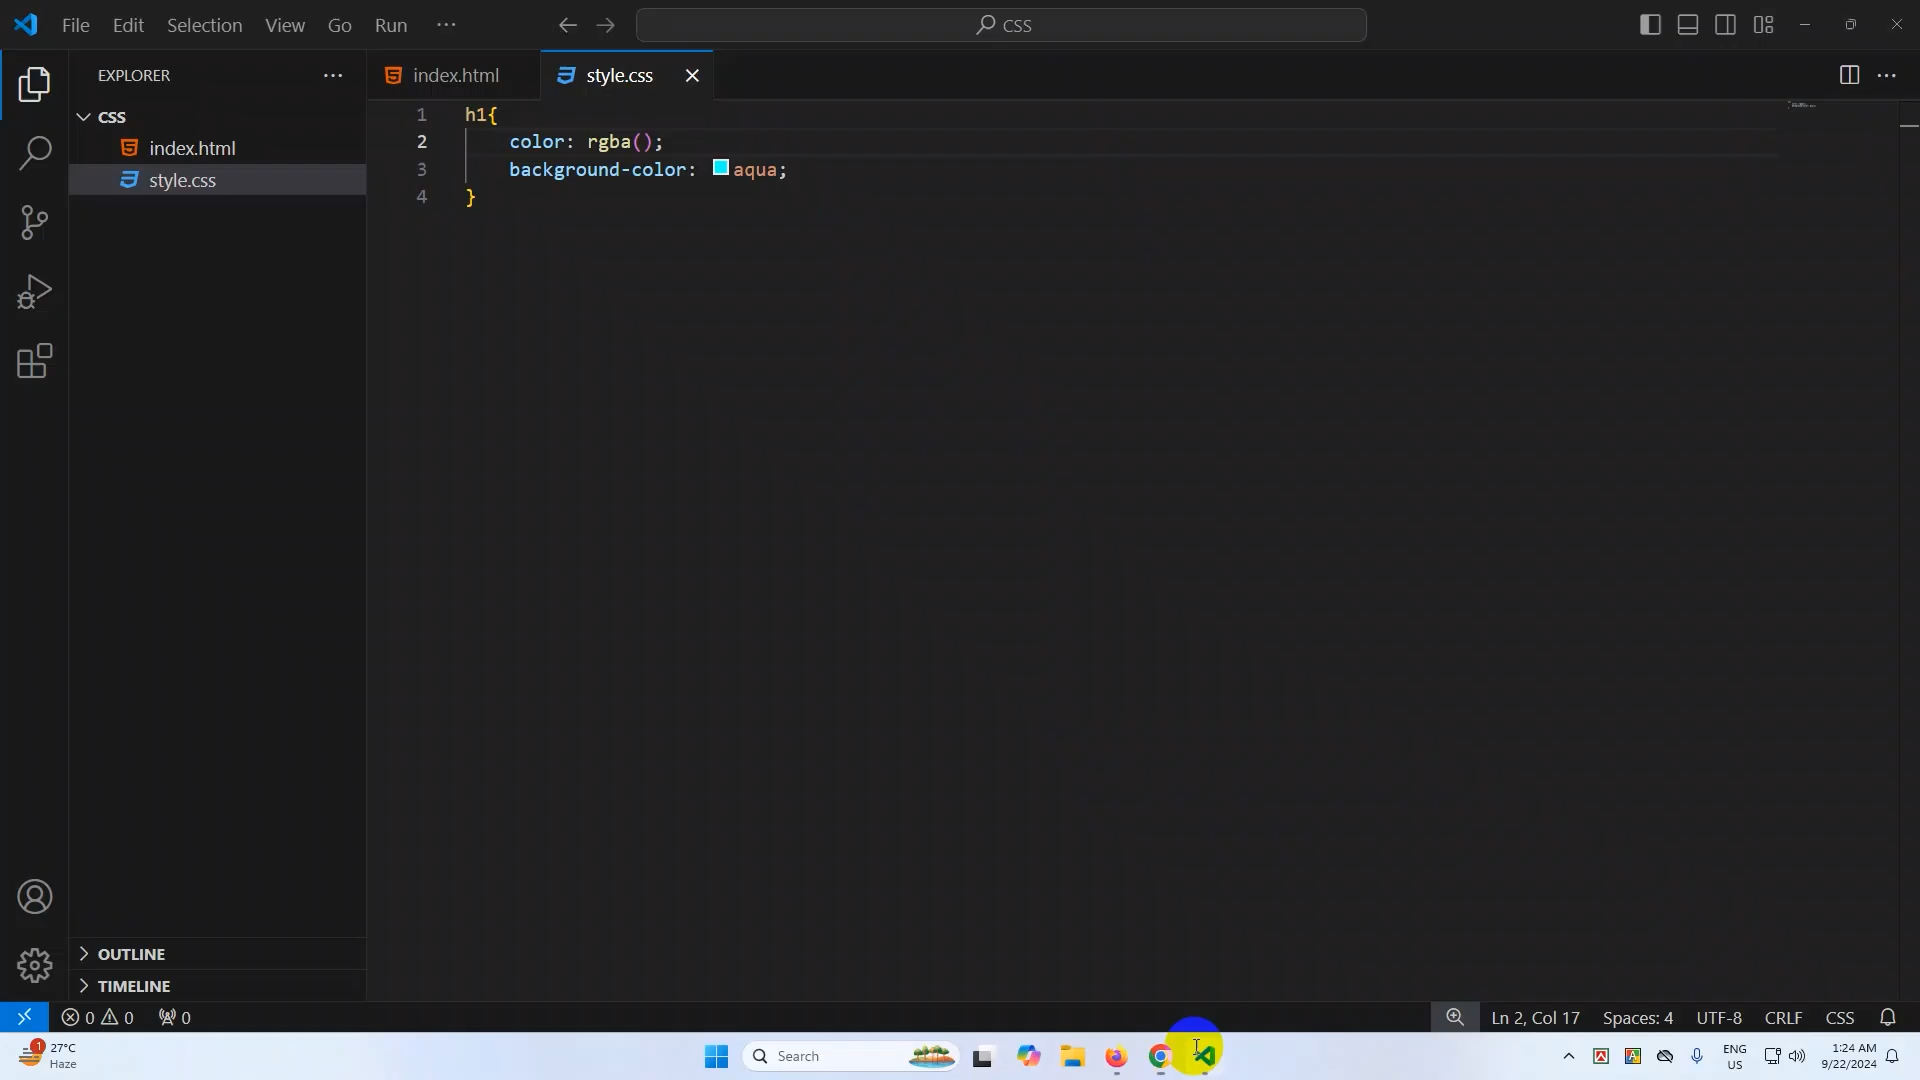 File Edit Selection View Go Run ···
CSS
EXPLORER ···
CSS
index.html
style.css
index.html
style.css
1 h1{
2 color: rgba();
3 background-color: aqua;
4 }
OUTLINE
TIMELINE
0 0 0
Ln 2, Col 17 Spaces: 4 UTF-8 CRLF CSS
1
27°C
Haze
Search
ENG
US
1:24 AM
9/22/2024